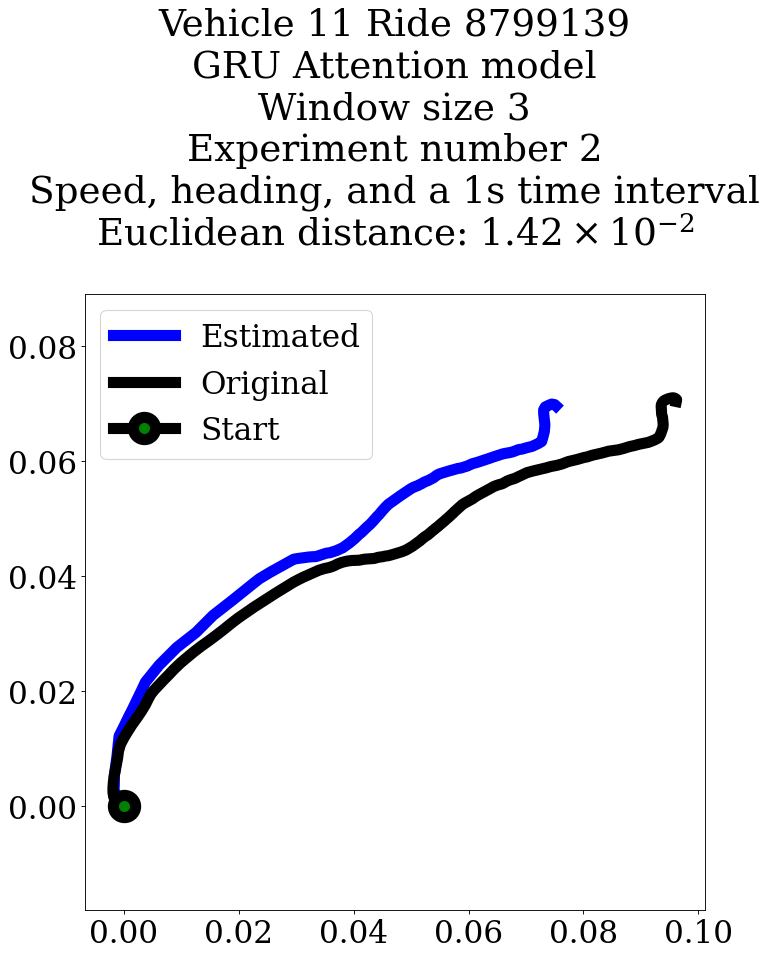 Vehicle 11 Ride 8799139
GRU Attention model
Window size 3
Experiment number 2
Speed, heading, and a 1s time interval
Euclidean distance: 1.42 × 10⁻²
Estimated
Original
Start
0.08
0.06
0.04
0.02
0.00
0.00 0.02 0.04 0.06 0.08 0.10